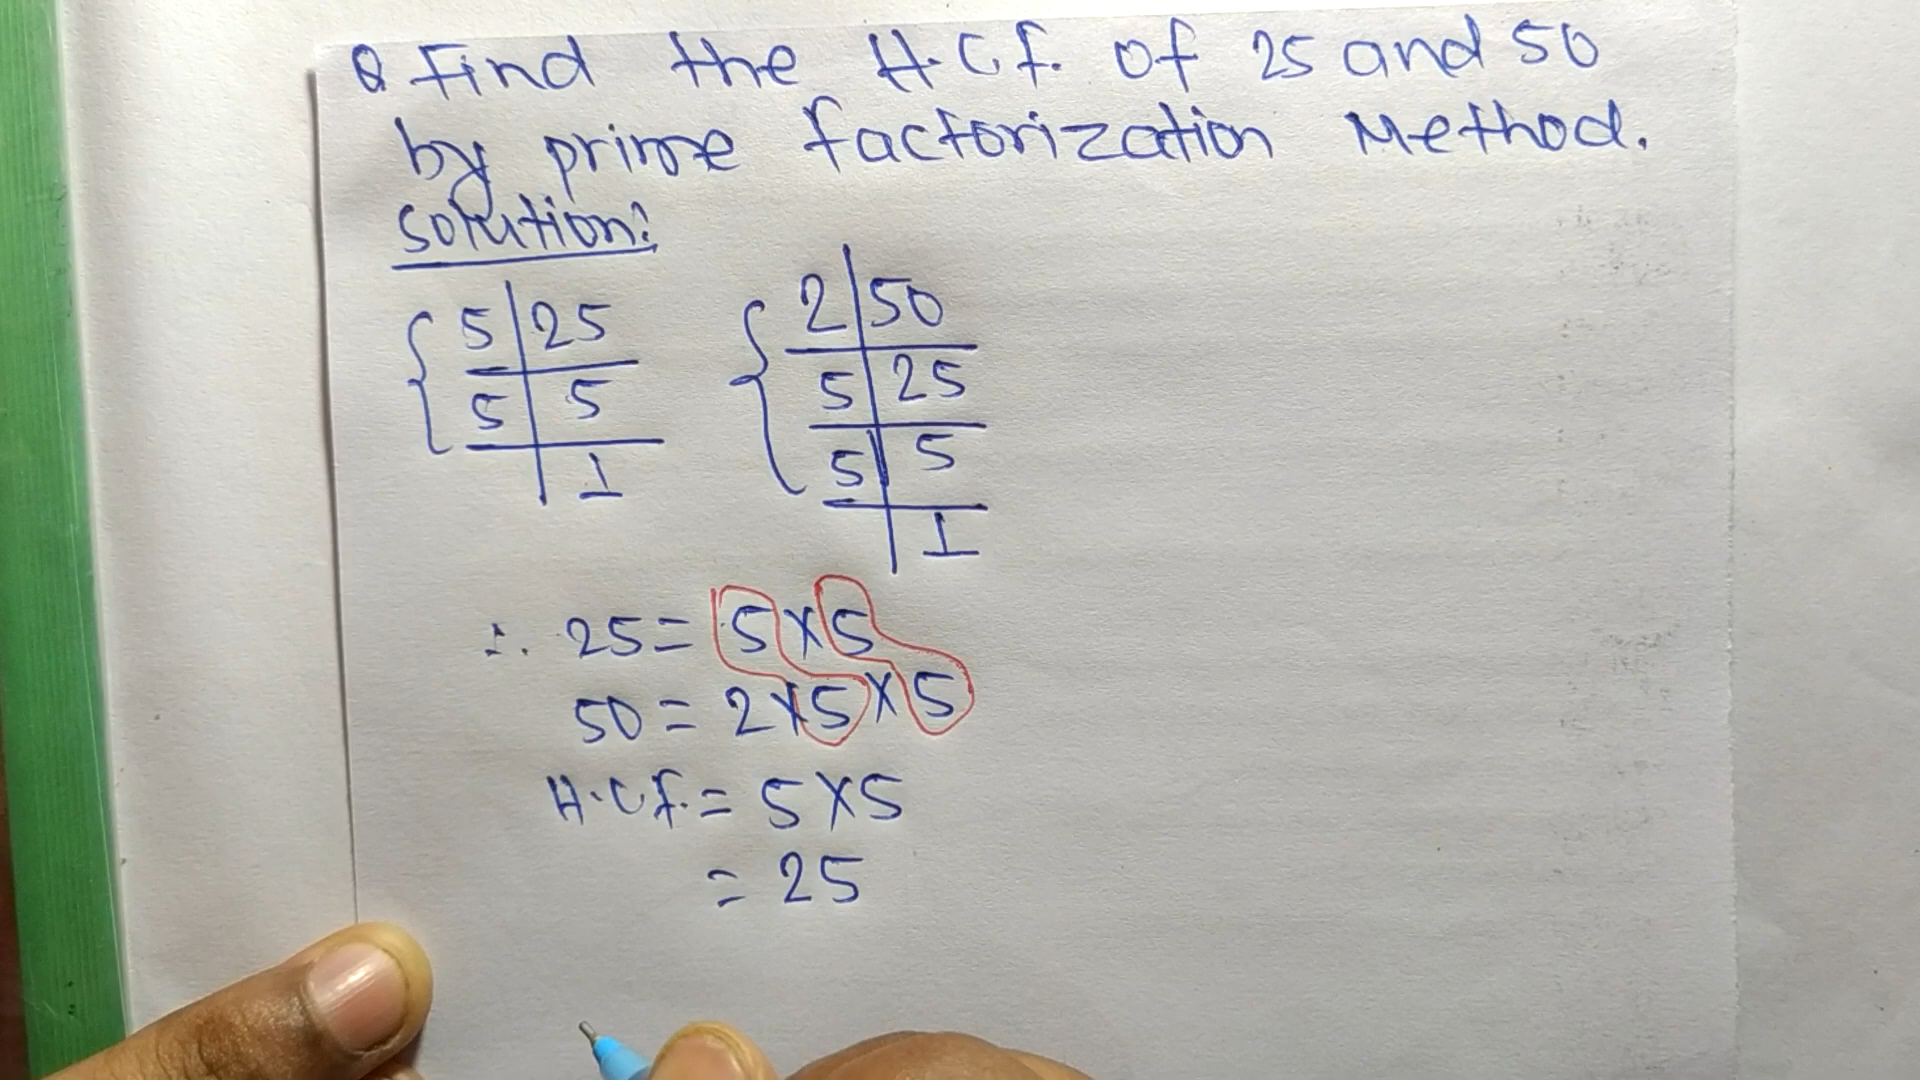 Q Find the H.C.f. of 25 and 50
by prime factorization Method.
Solution:
5 25
5 5
1
2 50
5 25
5 5
1
∴ 25 = 5×5
50 = 2×5×5
H.C.f. = 5×5
= 25